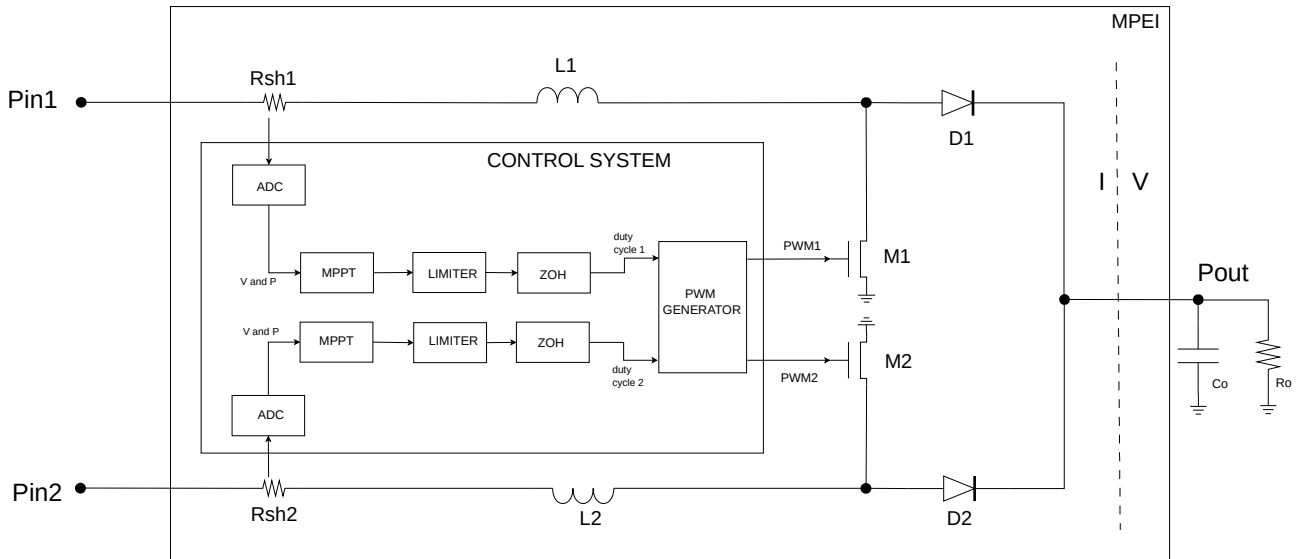 MPEI
Pin1
Rsh1
L1
D1
CONTROL SYSTEM
I
V
ADC
V and P
MPPT
LIMITER
ZOH
duty
cycle 1
PWM
GENERATOR
PWM1
M1
Pout
V and P
MPPT
LIMITER
ZOH
duty
cycle 2
PWM2
M2
Co
Ro
ADC
Pin2
Rsh2
L2
D2